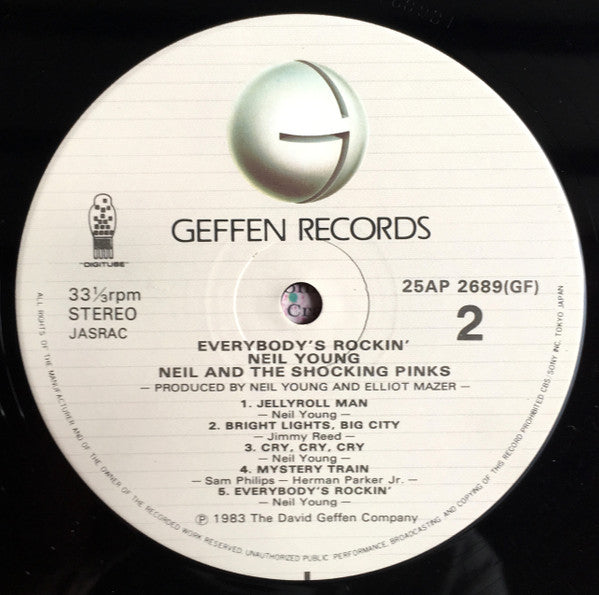 GEFFEN RECORDS
"DIGITUBE"
33⅓rpm
STEREO
JASRAC
25AP 2689(GF)
2
EVERYBODY'S ROCKIN'
NEIL YOUNG
NEIL AND THE SHOCKING PINKS
— PRODUCED BY NEIL YOUNG AND ELLIOT MAZER —
1. JELLYROLL MAN
— Neil Young —
2. BRIGHT LIGHTS, BIG CITY
— Jimmy Reed —
3. CRY, CRY, CRY
— Neil Young —
4. MYSTERY TRAIN
— Sam Philips — Herman Parker Jr. —
5. EVERYBODY'S ROCKIN'
— Neil Young —
Ⓟ 1983 The David Geffen Company
ALL RIGHTS OF THE MANUFACTURER AND OF THE OWNER OF THE RECORDED WORK RESERVED, UNAUTHORIZED PUBLIC PERFORMANCE, BROADCASTING AND COPYING OF THIS RECORD PROHIBITED CBS/SONY INC. TOKYO JAPAN